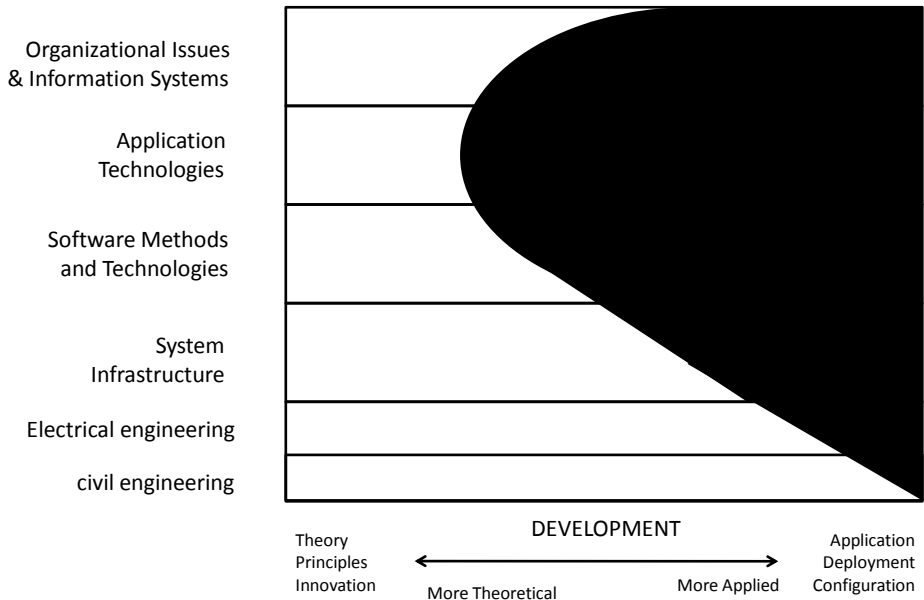 Organizational Issues
& Information Systems
Application
Technologies
Software Methods
and Technologies
System
Infrastructure
Electrical engineering
civil engineering
DEVELOPMENT
Theory
Principles
Innovation
More Theoretical
More Applied
Application
Deployment
Configuration